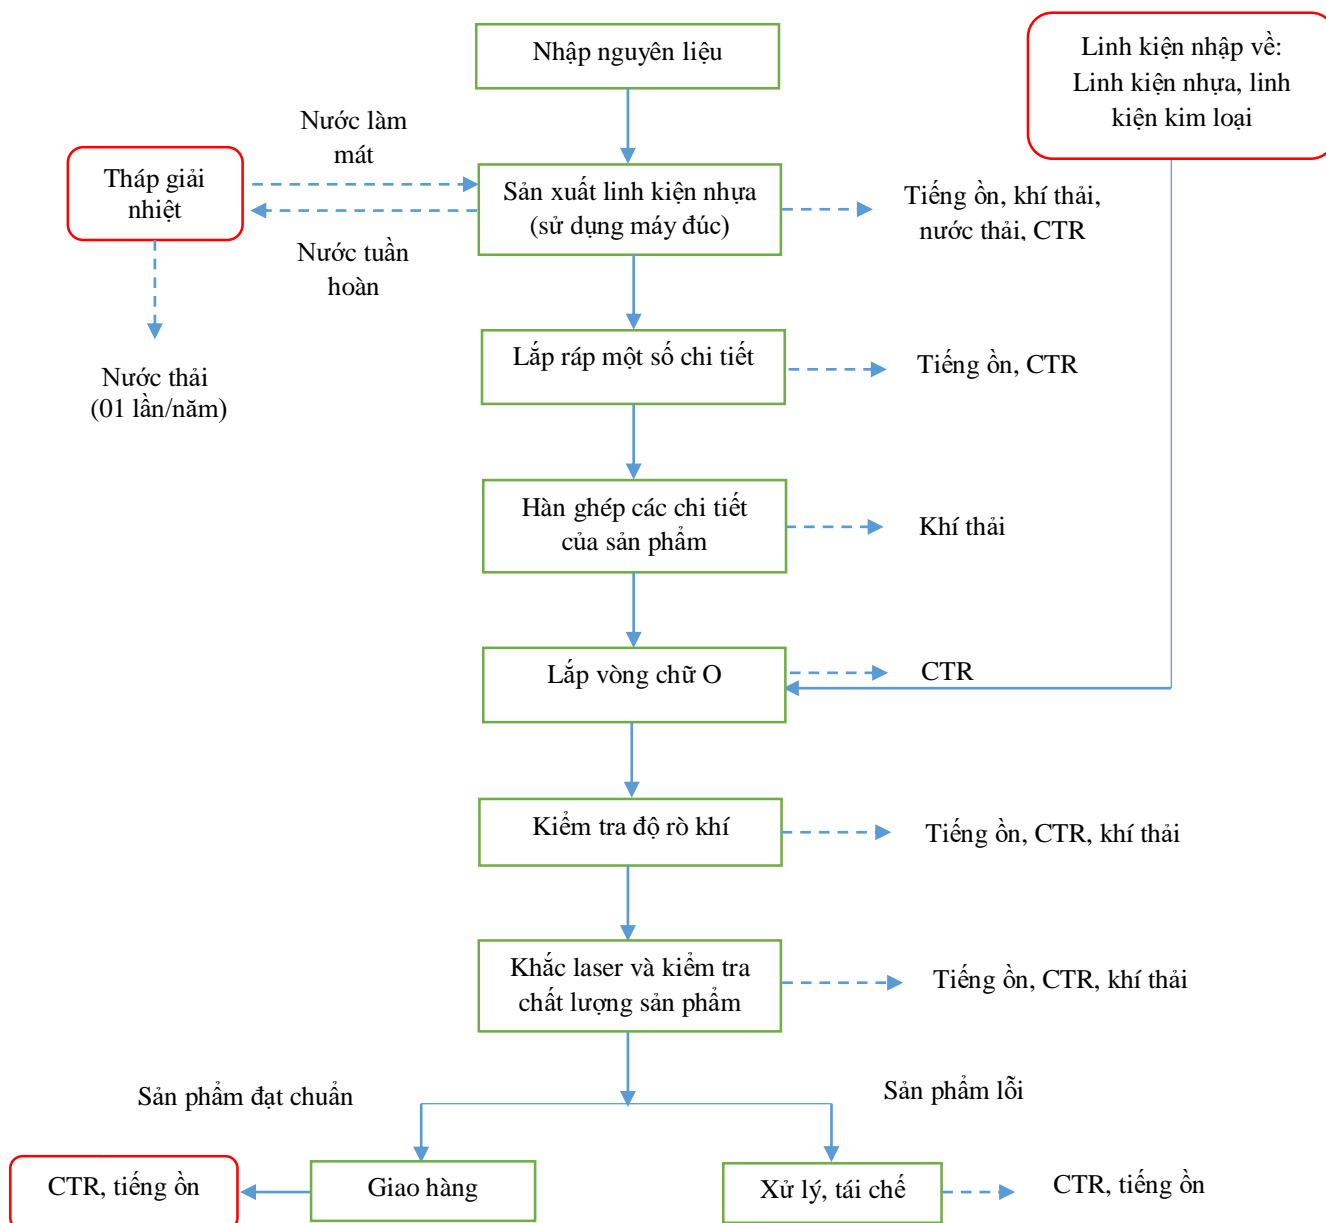 Nhập nguyên liệu
Linh kiện nhập về:
Linh kiện nhựa, linh
kiện kim loại
Nước làm
mát
Tháp giải
nhiệt
Sản xuất linh kiện nhựa
(sử dụng máy đúc)
Tiếng ồn, khí thải,
nước thải, CTR
Nước tuần
hoàn
Nước thải
(01 lần/năm)
Lắp ráp một số chi tiết
Tiếng ồn, CTR
Hàn ghép các chi tiết
của sản phẩm
Khí thải
Lắp vòng chữ O
CTR
Kiểm tra độ rò khí
Tiếng ồn, CTR, khí thải
Khắc laser và kiểm tra
chất lượng sản phẩm
Tiếng ồn, CTR, khí thải
Sản phẩm đạt chuẩn
Sản phẩm lỗi
CTR, tiếng ồn
Giao hàng
Xử lý, tái chế
CTR, tiếng ồn